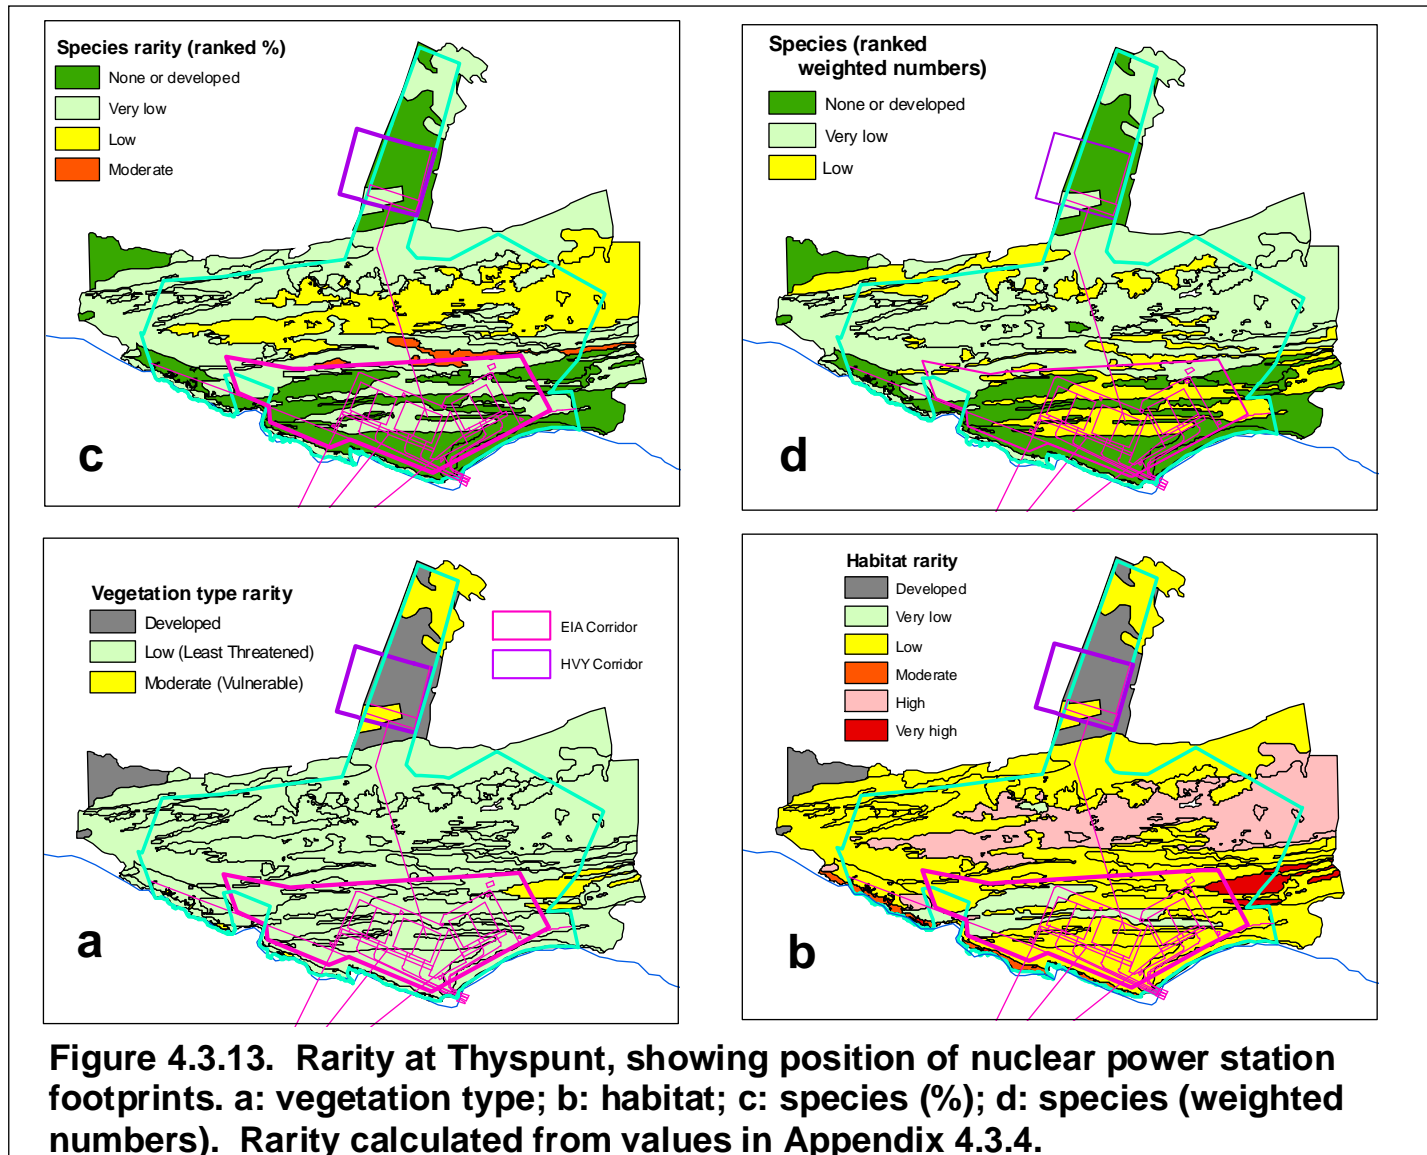 Species rarity (ranked %)
None or developed
Very low
Low
Moderate
c
Species (ranked
weighted numbers)
None or developed
Very low
Low
d
Vegetation type rarity
Developed
Low (Least Threatened)
Moderate (Vulnerable)
EIA Corridor
HVY Corridor
a
Habitat rarity
Developed
Very low
Low
Moderate
High
Very high
b
Figure 4.3.13. Rarity at Thyspunt, showing position of nuclear power station
footprints. a: vegetation type; b: habitat; c: species (%); d: species (weighted
numbers). Rarity calculated from values in Appendix 4.3.4.